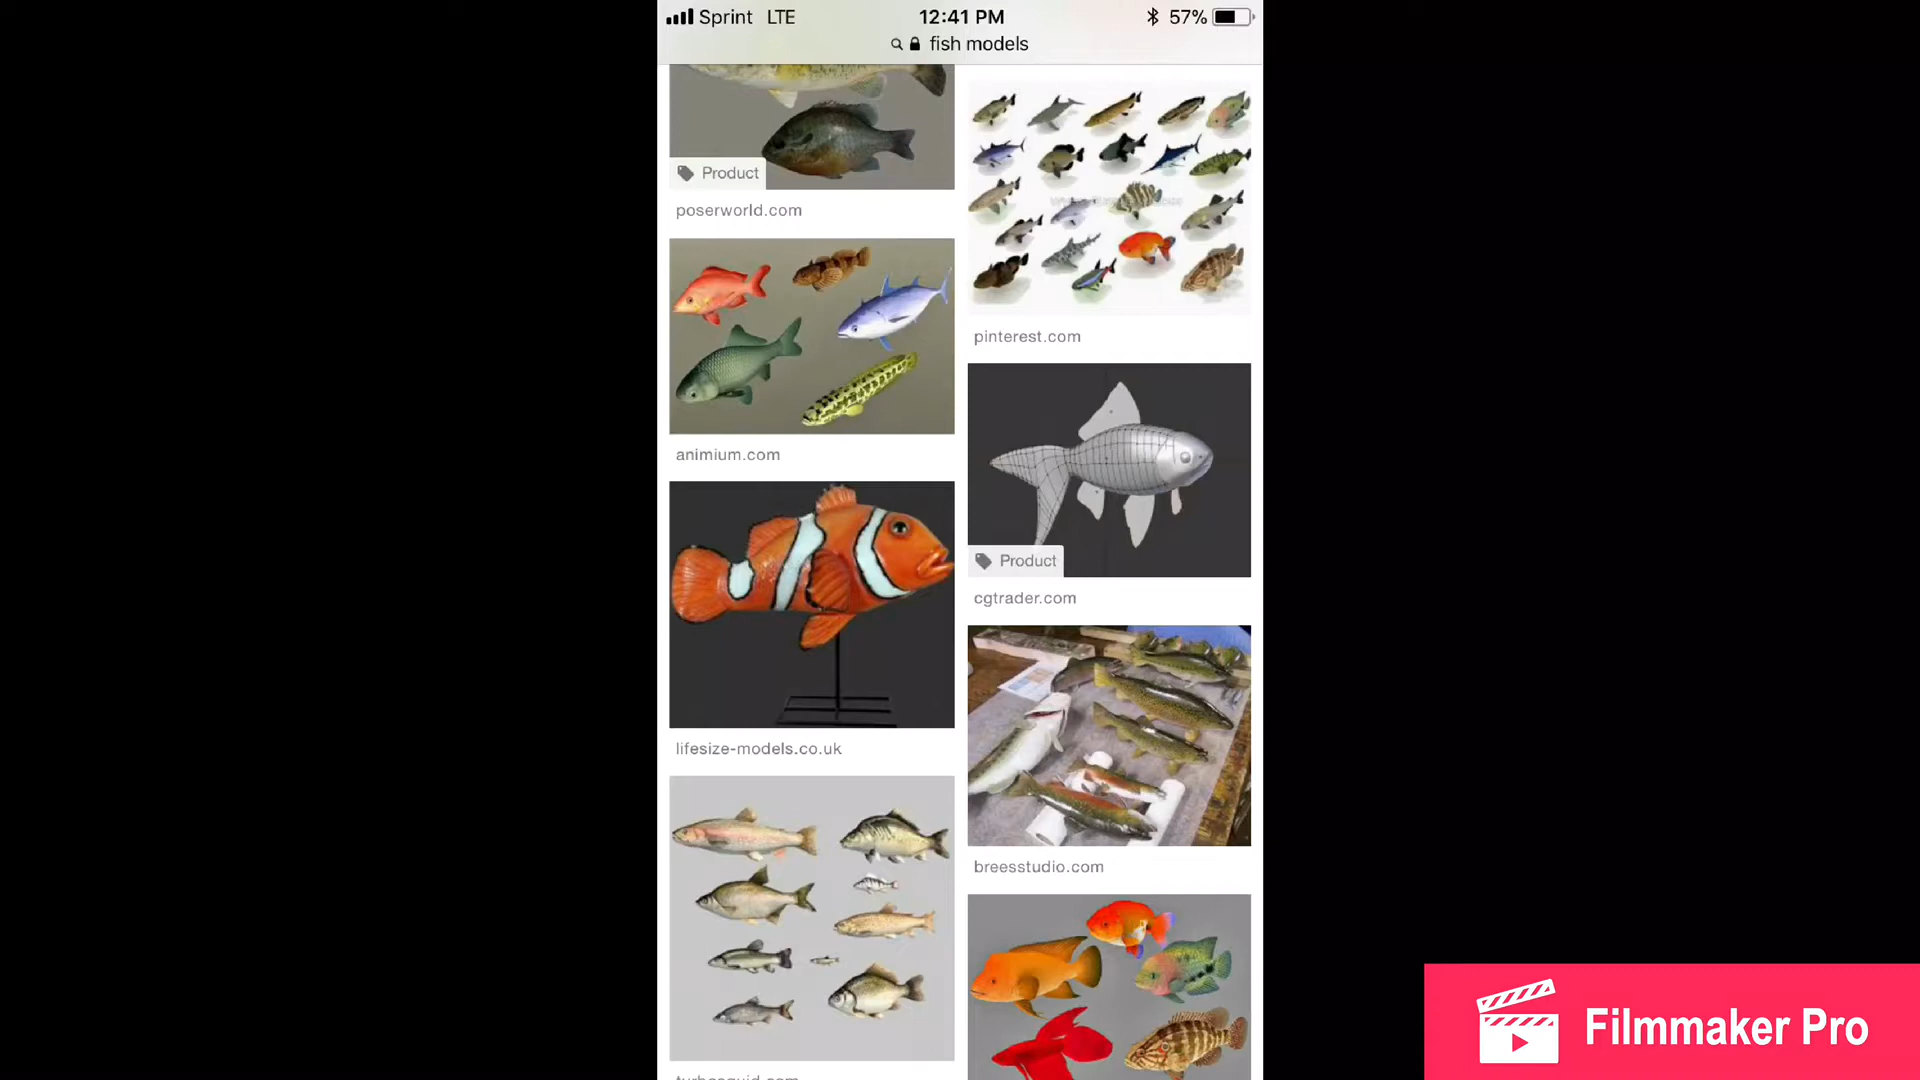 Sprint LTE 12:41 PM 57%
fish models
Product
poserworld.com
pinterest.com
animium.com
Product
cgtrader.com
lifesize-models.co.uk
breesstudio.com
Filmmaker Pro